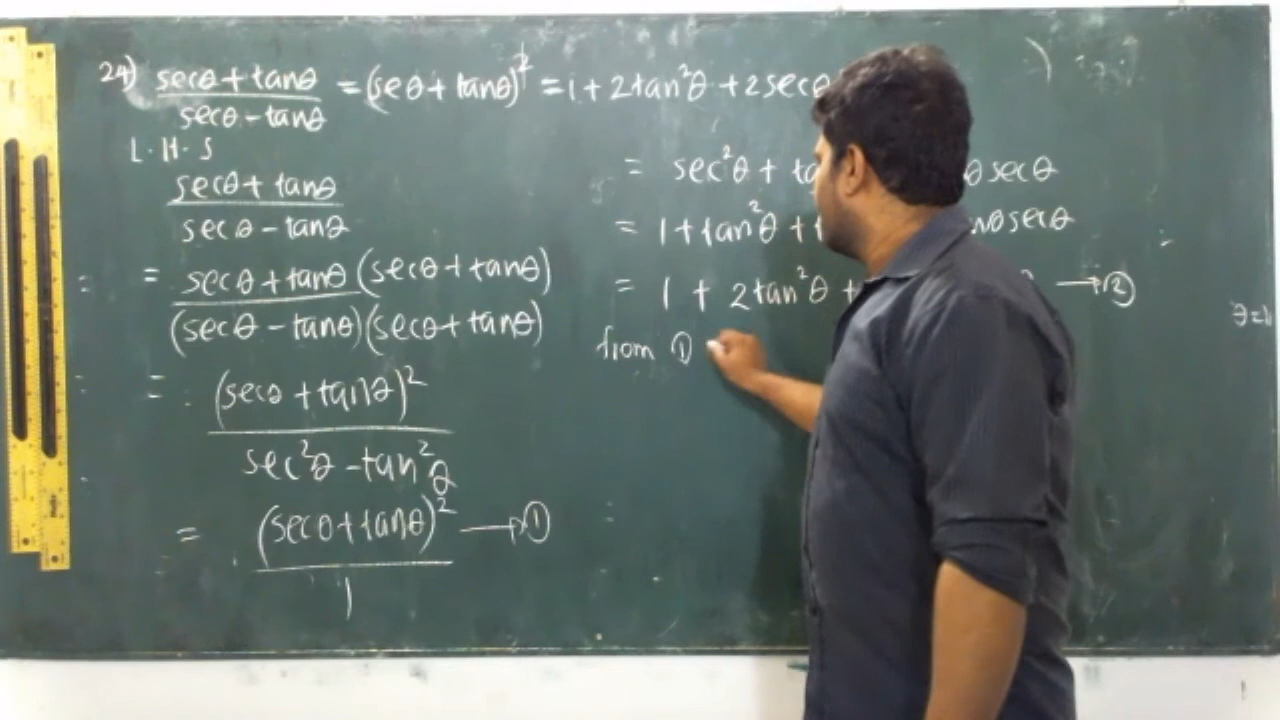 24) secθ + tanθ = (seθ + tanθ)² = 1 + 2tan²θ + 2secθ
secθ - tanθ
L.H.S
secθ + tanθ
secθ - tanθ
= secθ + tanθ (secθ + tanθ)
(secθ - tanθ)(secθ + tanθ)
= (secθ + tanθ)²
sec²θ - tan²θ
= (secθ + tanθ)² → ①
1
= sec²θ + θ secθ
= 1 + tan²θ + secθ
= 1 + 2tan²θ + → ②
from ①